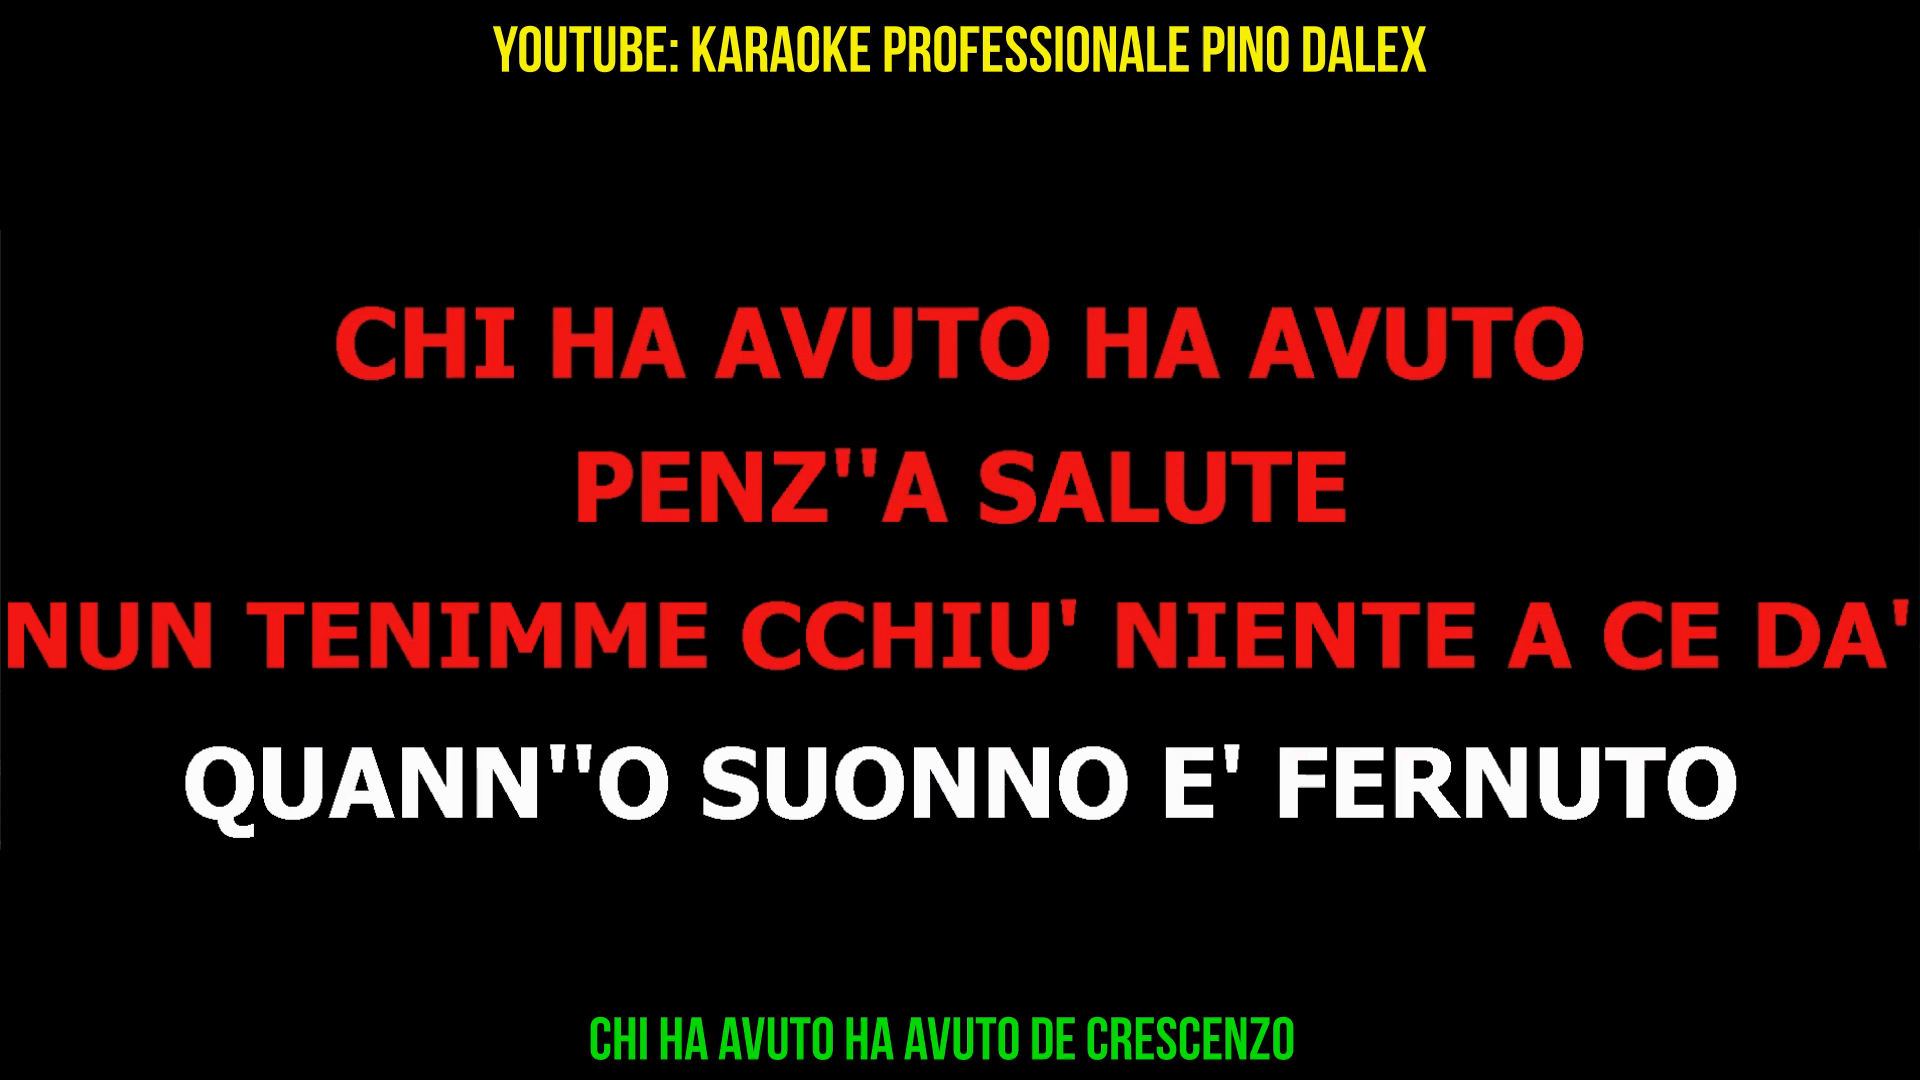 YOUTUBE: KARAOKE PROFESSIONALE PINO DALEX
CHI HA AVUTO HA AVUTO
PENZ''A SALUTE
NUN TENIMME CCHIU' NIENTE A CE DA'
QUANN''O SUONNO E' FERNUTO
CHI HA AVUTO HA AVUTO DE CRESCENZO